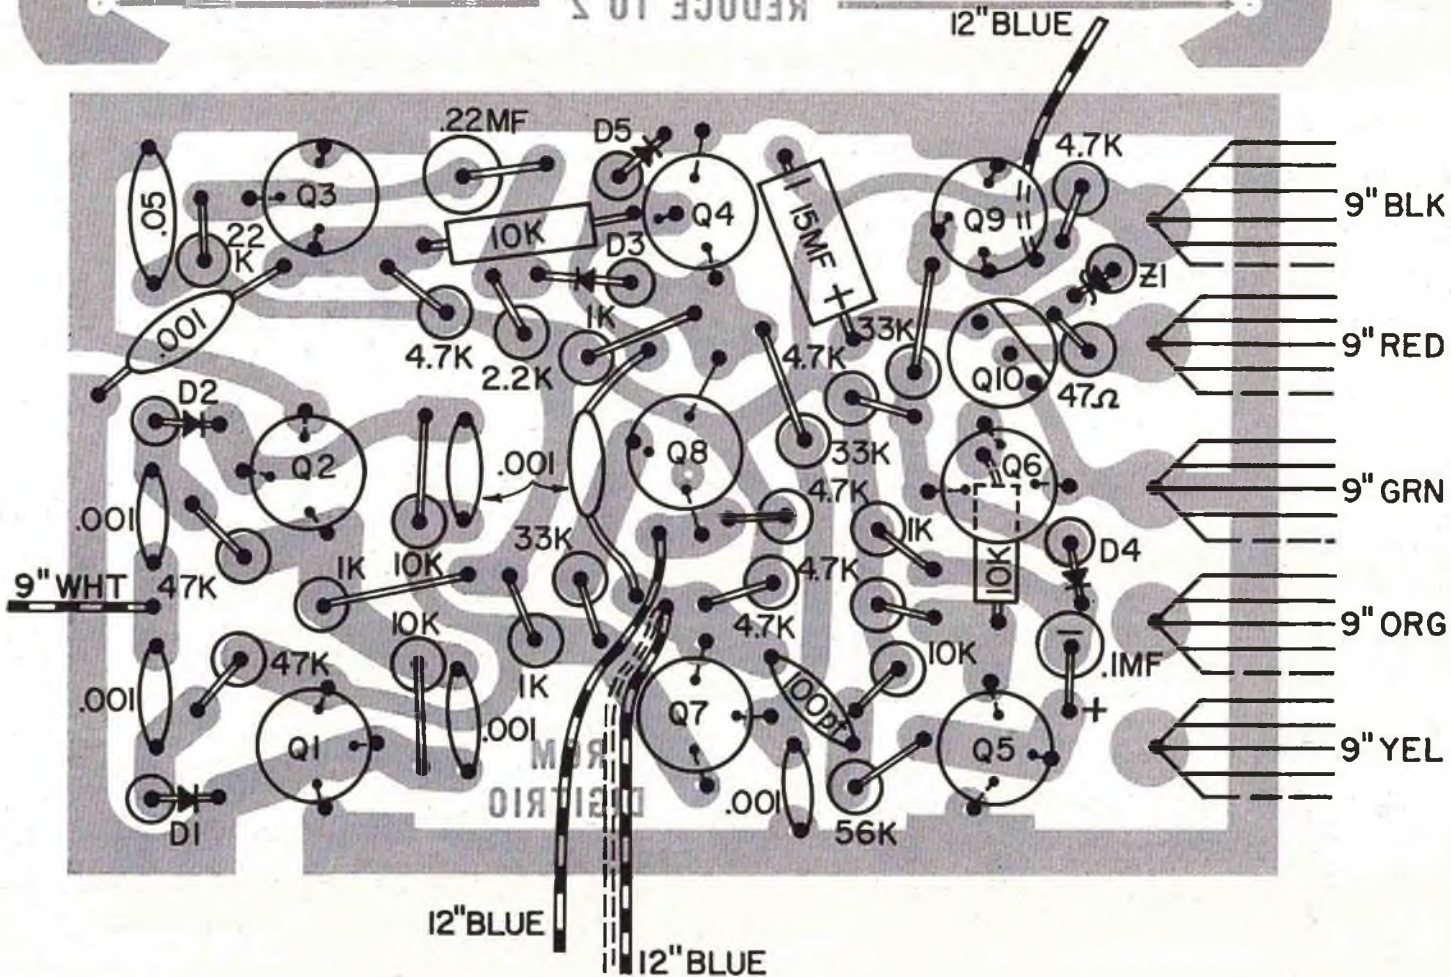 REDUCE TO 2
12" BLUE
.22MF
D5
4.7K
.05
Q3
22
K
10K
Q4
15MF
+
Q9
9" BLK
D3
Z1
.001
1K
33K
4.7K
2.2K
4.7K
Q10
47Ω
9" RED
D2
Q2
.001
Q8
33K
Q6
.001
4.7K
1K
9" GRN
47K
10K
33K
D4
9" WHT
1K
4.7K
10K
10K
4.7K
9" ORG
47K
1K
10K
.1MF
.001
.001
Q7
100pf
+
Q1
Q5
9" YEL
RCM
DIGITRIO
.001
D1
56K
12" BLUE
12" BLUE